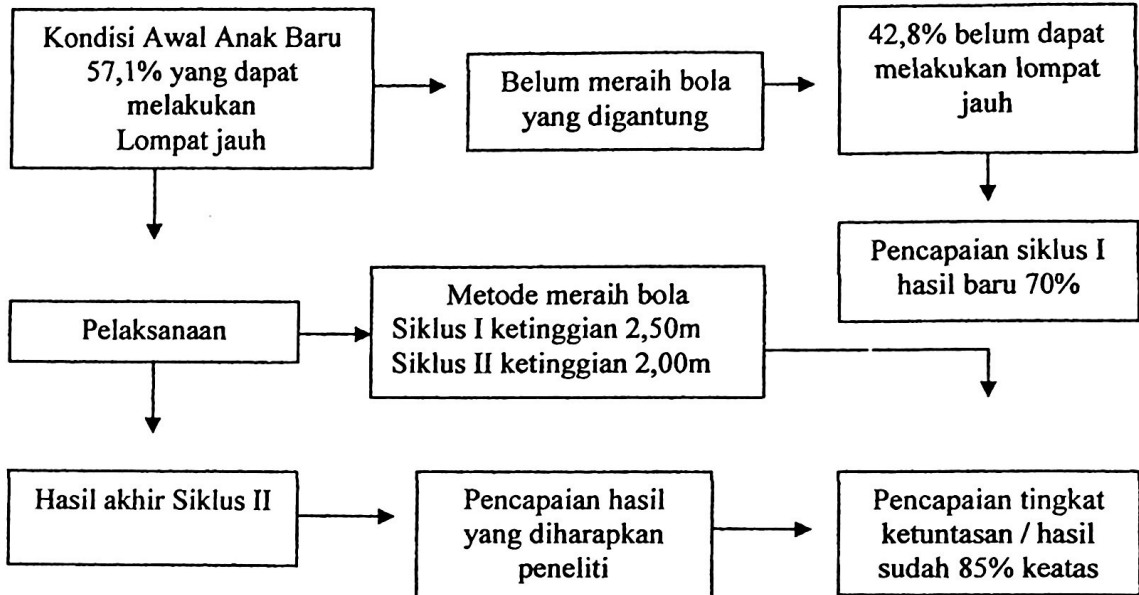 Kondisi Awal Anak Baru
57,1% yang dapat
melakukan
Lompat jauh
Belum meraih bola
yang digantung
42,8% belum dapat
melakukan lompat
jauh
Pencapaian siklus I
hasil baru 70%
Pelaksanaan
Metode meraih bola
Siklus I ketinggian 2,50m
Siklus II ketinggian 2,00m
Hasil akhir Siklus II
Pencapaian hasil
yang diharapkan
peneliti
Pencapaian tingkat
ketuntasan / hasil
sudah 85% keatas